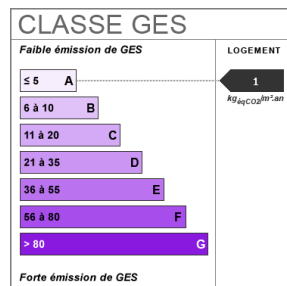 CLASSE GES
Faible émission de GES
LOGEMENT
≤ 5 A
1
kgéqCO2/m².an
6 à 10 B
11 à 20 C
21 à 35 D
36 à 55 E
56 à 80 F
> 80 G
Forte émission de GES